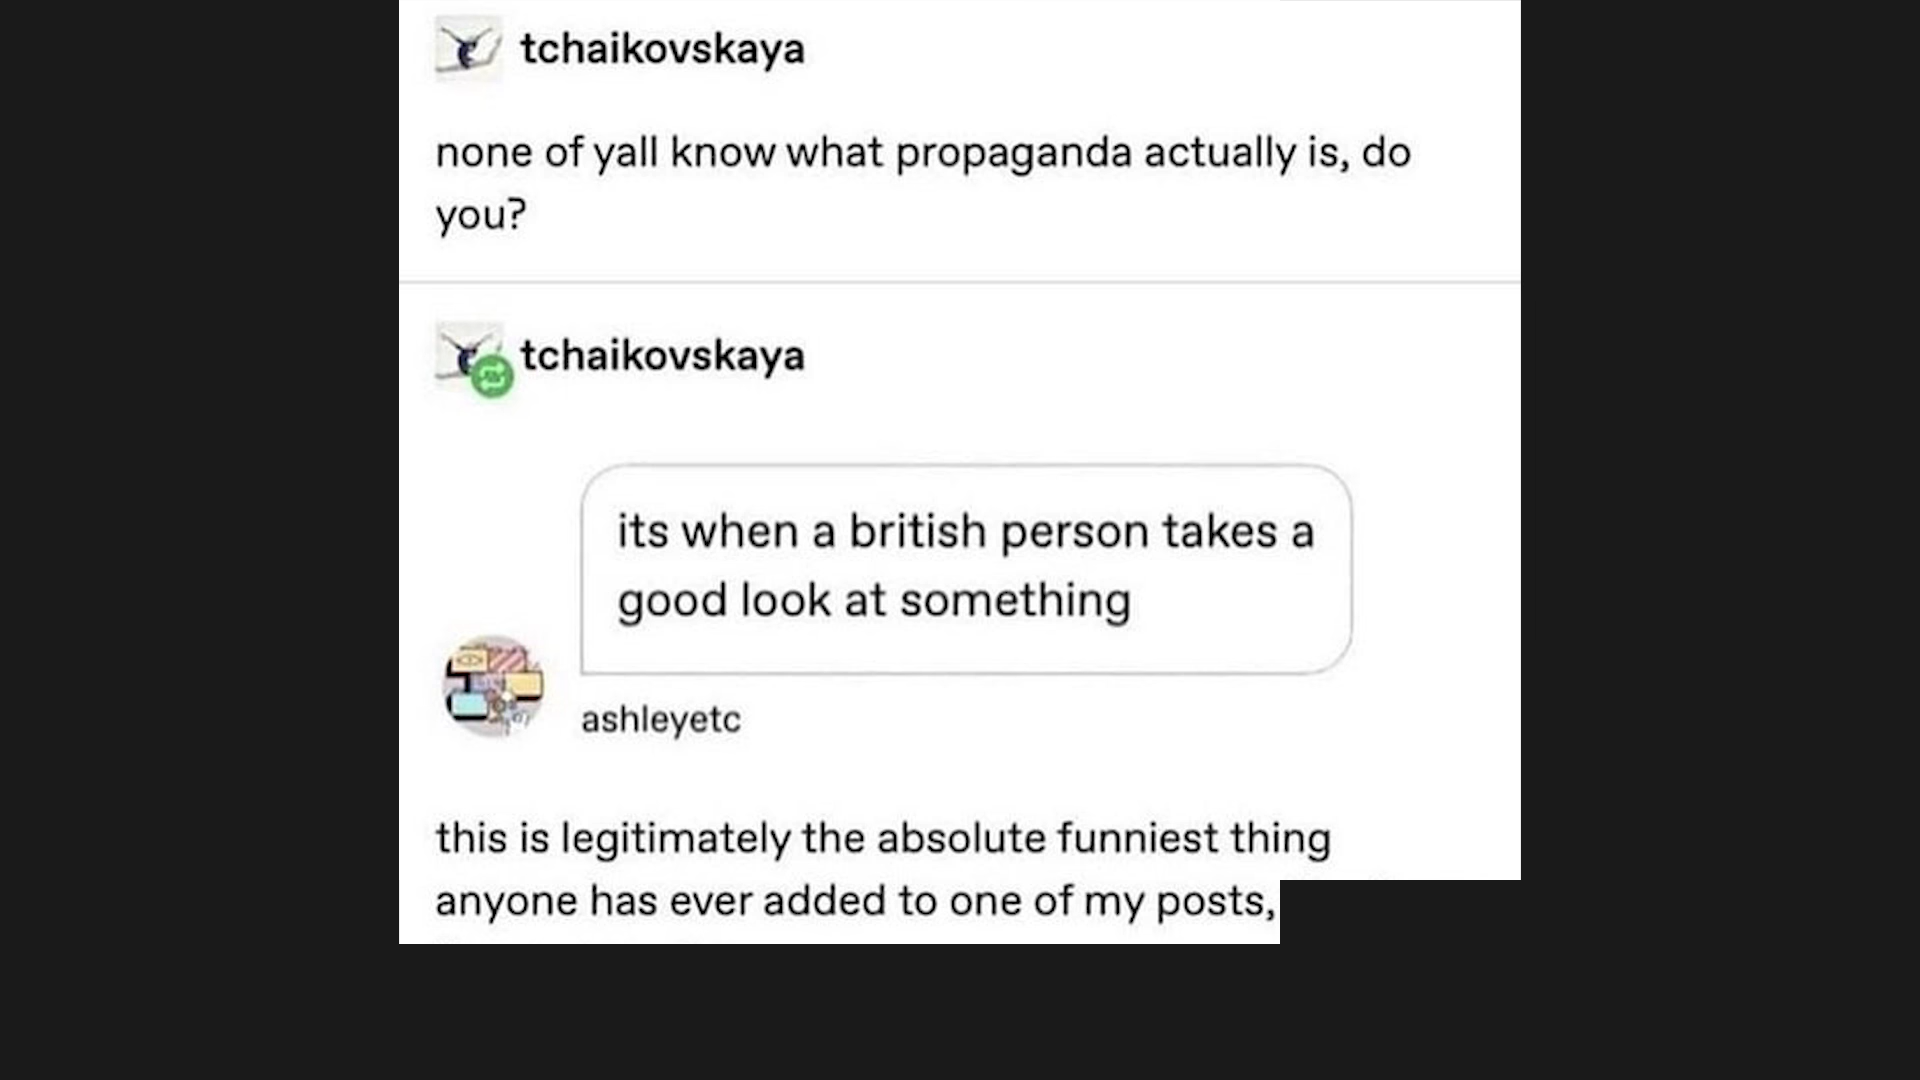 tchaikovskaya
none of yall know what propaganda actually is, do
you?
tchaikovskaya
its when a british person takes a
good look at something
ashleyetc
this is legitimately the absolute funniest thing
anyone has ever added to one of my posts,